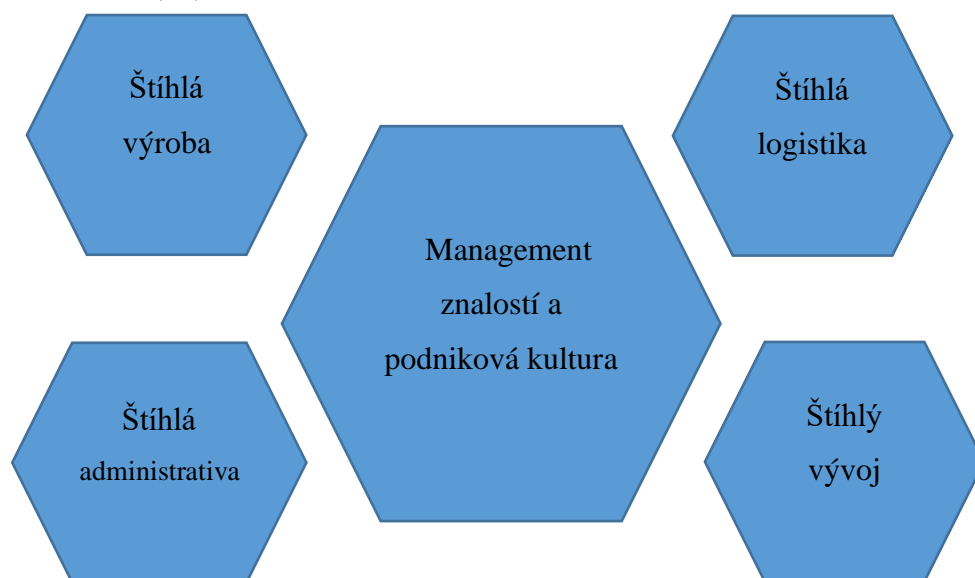 Štíhlá
výroba
Štíhlá
logistika
Management
znalostí a
podniková kultura
Štíhlá
administrativa
Štíhlý
vývoj